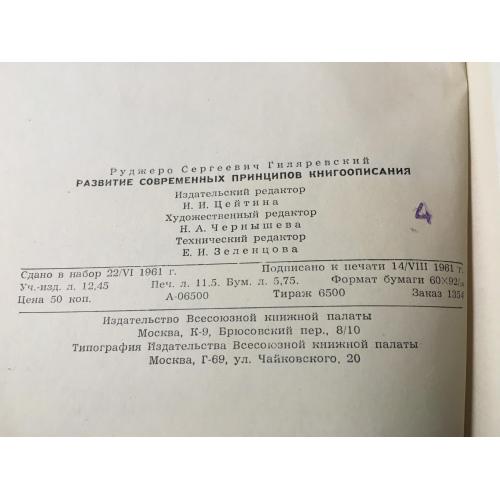 Руджеро Сергеевич Гиляревский
РАЗВИТИЕ СОВРЕМЕННЫХ ПРИНЦИПОВ КНИГООПИСАНИЯ
Издательский редактор
И. И. Цейтина
Художественный редактор
Н. А. Чернышева
Технический редактор
Е. И. Зеленцова
4
Сдано в набор 22/VI 1961 г. Подписано к печати 14/VIII 1961 г.
Уч.-изд. л. 12,45 Печ. л. 11,5. Бум. л. 5,75. Формат бумаги 60×92/
Цена 50 коп. А-06500 Тираж 6500 Заказ 1354
Издательство Всесоюзной книжной палаты
Москва, К-9, Брюсовский пер., 8/10
Типография Издательства Всесоюзной книжной палаты
Москва, Г-69, ул. Чайковского, 20